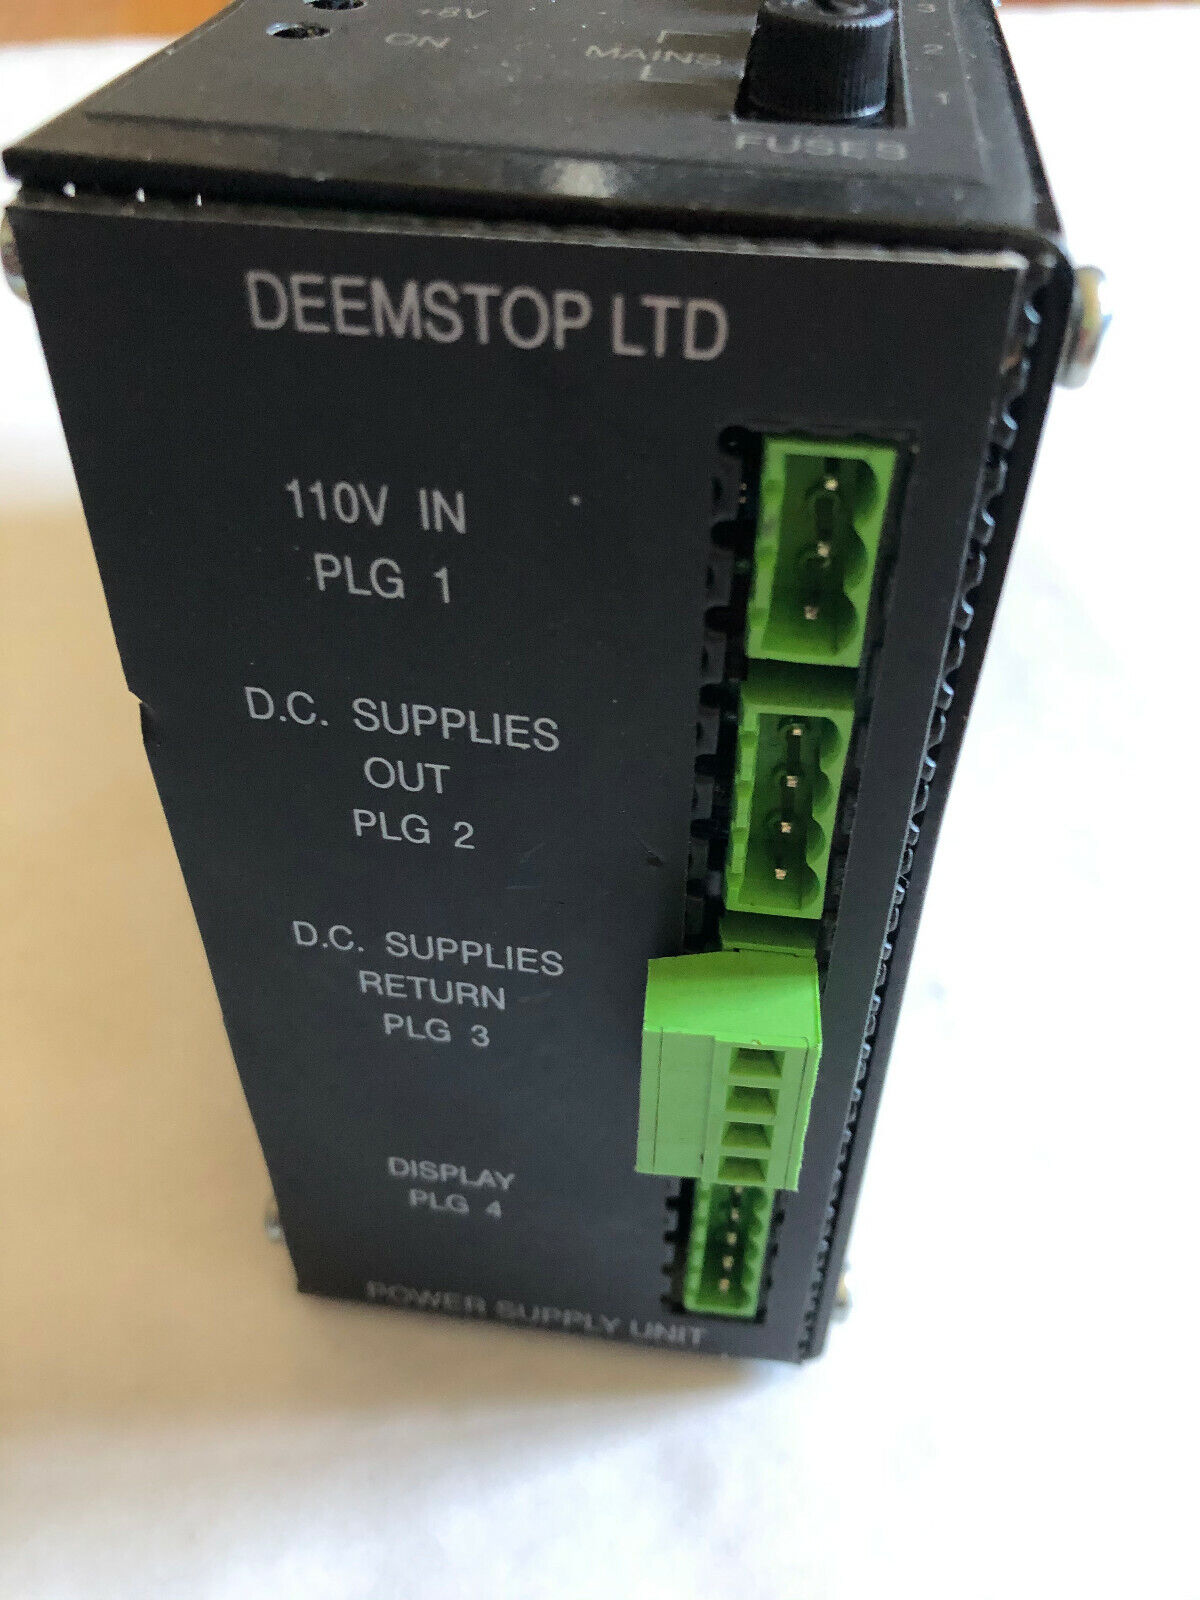 +8V
ON
MAINS
3
2
1
FUSES
DEEMSTOP LTD
110V IN
PLG 1
D.C. SUPPLIES
OUT
PLG 2
D.C. SUPPLIES
RETURN
PLG 3
DISPLAY
PLG 4
POWER SUPPLY UNIT